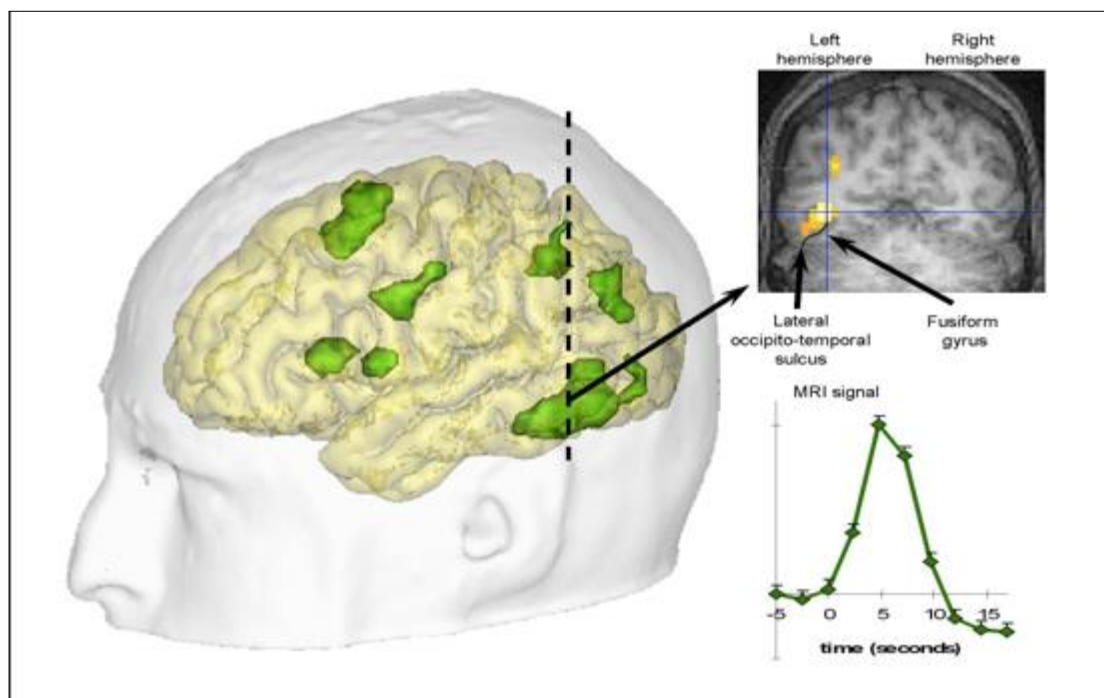 Left
hemisphere
Right
hemisphere
Lateral
occipito-temporal
sulcus
Fusiform
gyrus
MRI signal
-5 0 5 10 15
time (seconds)